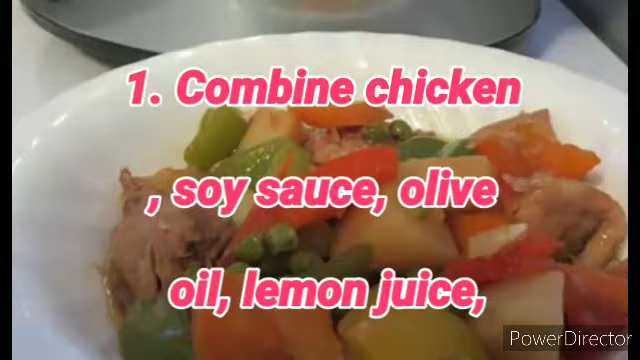 1. Combine chicken
, soy sauce, olive
oil, lemon juice,
PowerDirector